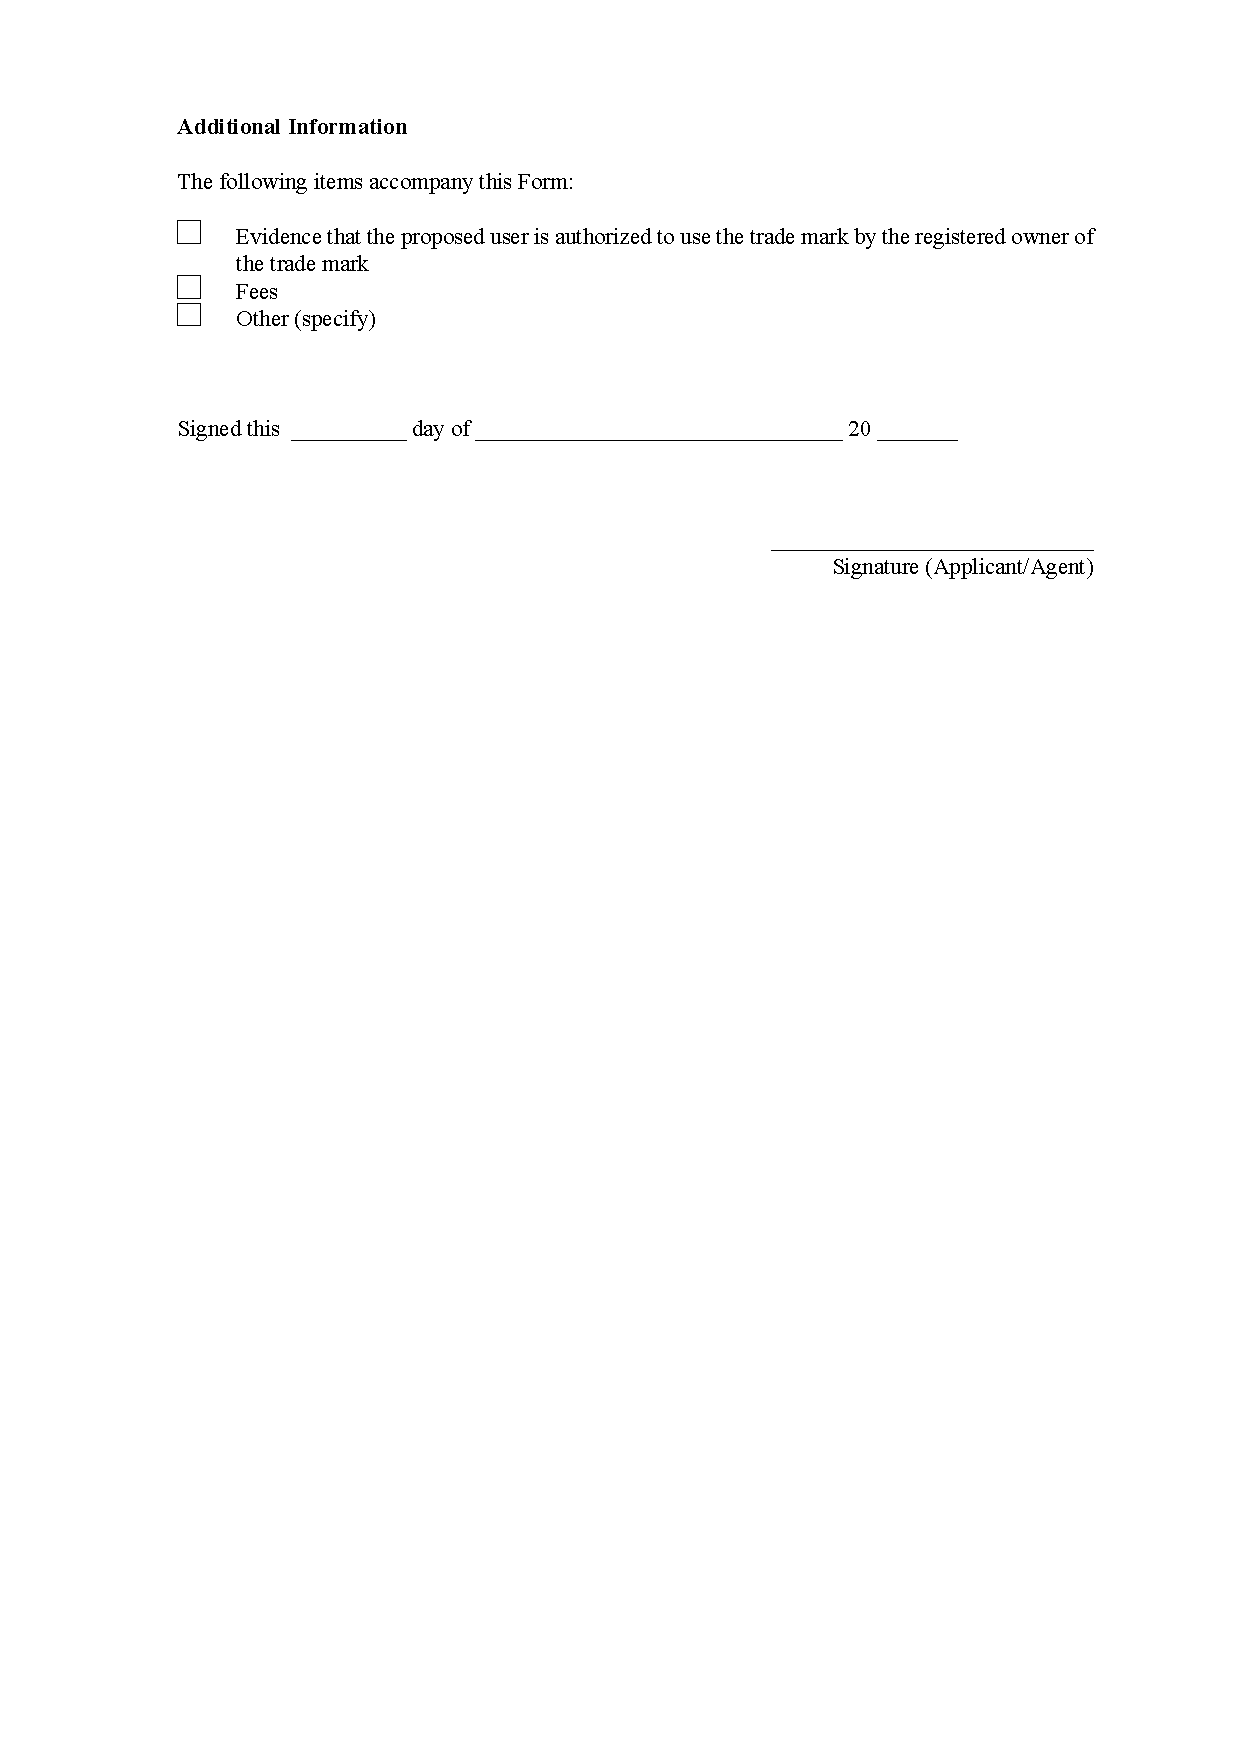 Additional Information
The following items accompany this Form:
Evidence that the proposed user is authorized to use the trade mark by the registered owner of
the trade mark
Fees
Other (specify)
Signed this __________ day of ________________________________ 20 _______
____________________________
Signature (Applicant/Agent)